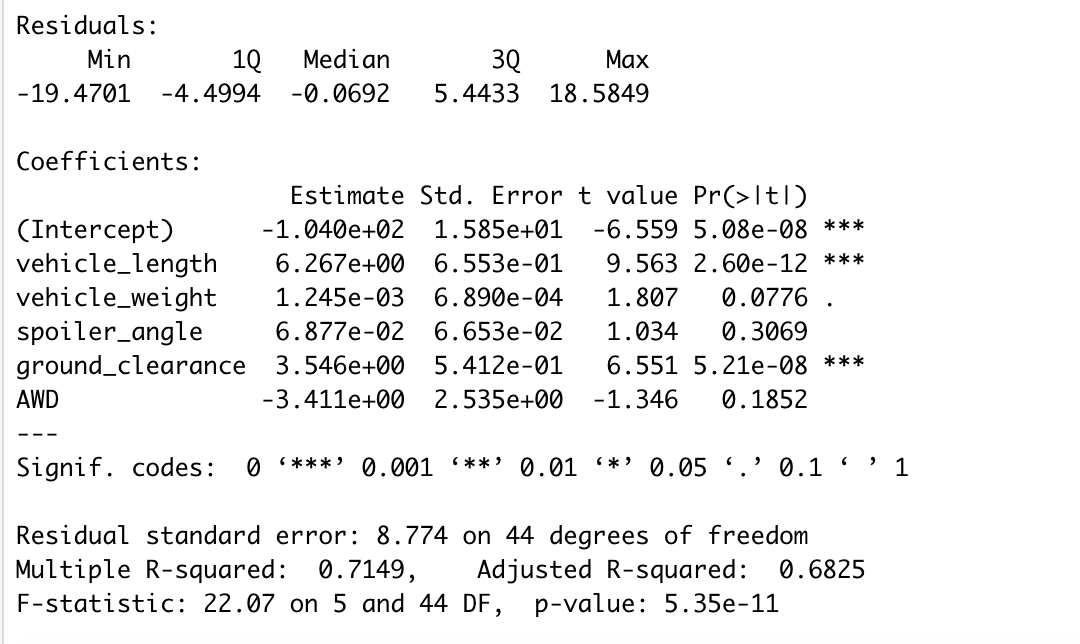 Residuals:
     Min       1Q   Median       3Q      Max
-19.4701  -4.4994  -0.0692   5.4433  18.5849

Coefficients:
                   Estimate Std. Error t value Pr(>|t|)
(Intercept)      -1.040e+02  1.585e+01  -6.559 5.08e-08 ***
vehicle_length    6.267e+00  6.553e-01   9.563 2.60e-12 ***
vehicle_weight    1.245e-03  6.890e-04   1.807   0.0776 .
spoiler_angle     6.877e-02  6.653e-02   1.034   0.3069
ground_clearance  3.546e+00  5.412e-01   6.551 5.21e-08 ***
AWD              -3.411e+00  2.535e+00  -1.346   0.1852
---
Signif. codes:  0 ‘***’ 0.001 ‘**’ 0.01 ‘*’ 0.05 ‘.’ 0.1 ‘ ’ 1

Residual standard error: 8.774 on 44 degrees of freedom
Multiple R-squared:  0.7149,    Adjusted R-squared:  0.6825
F-statistic: 22.07 on 5 and 44 DF,  p-value: 5.35e-11